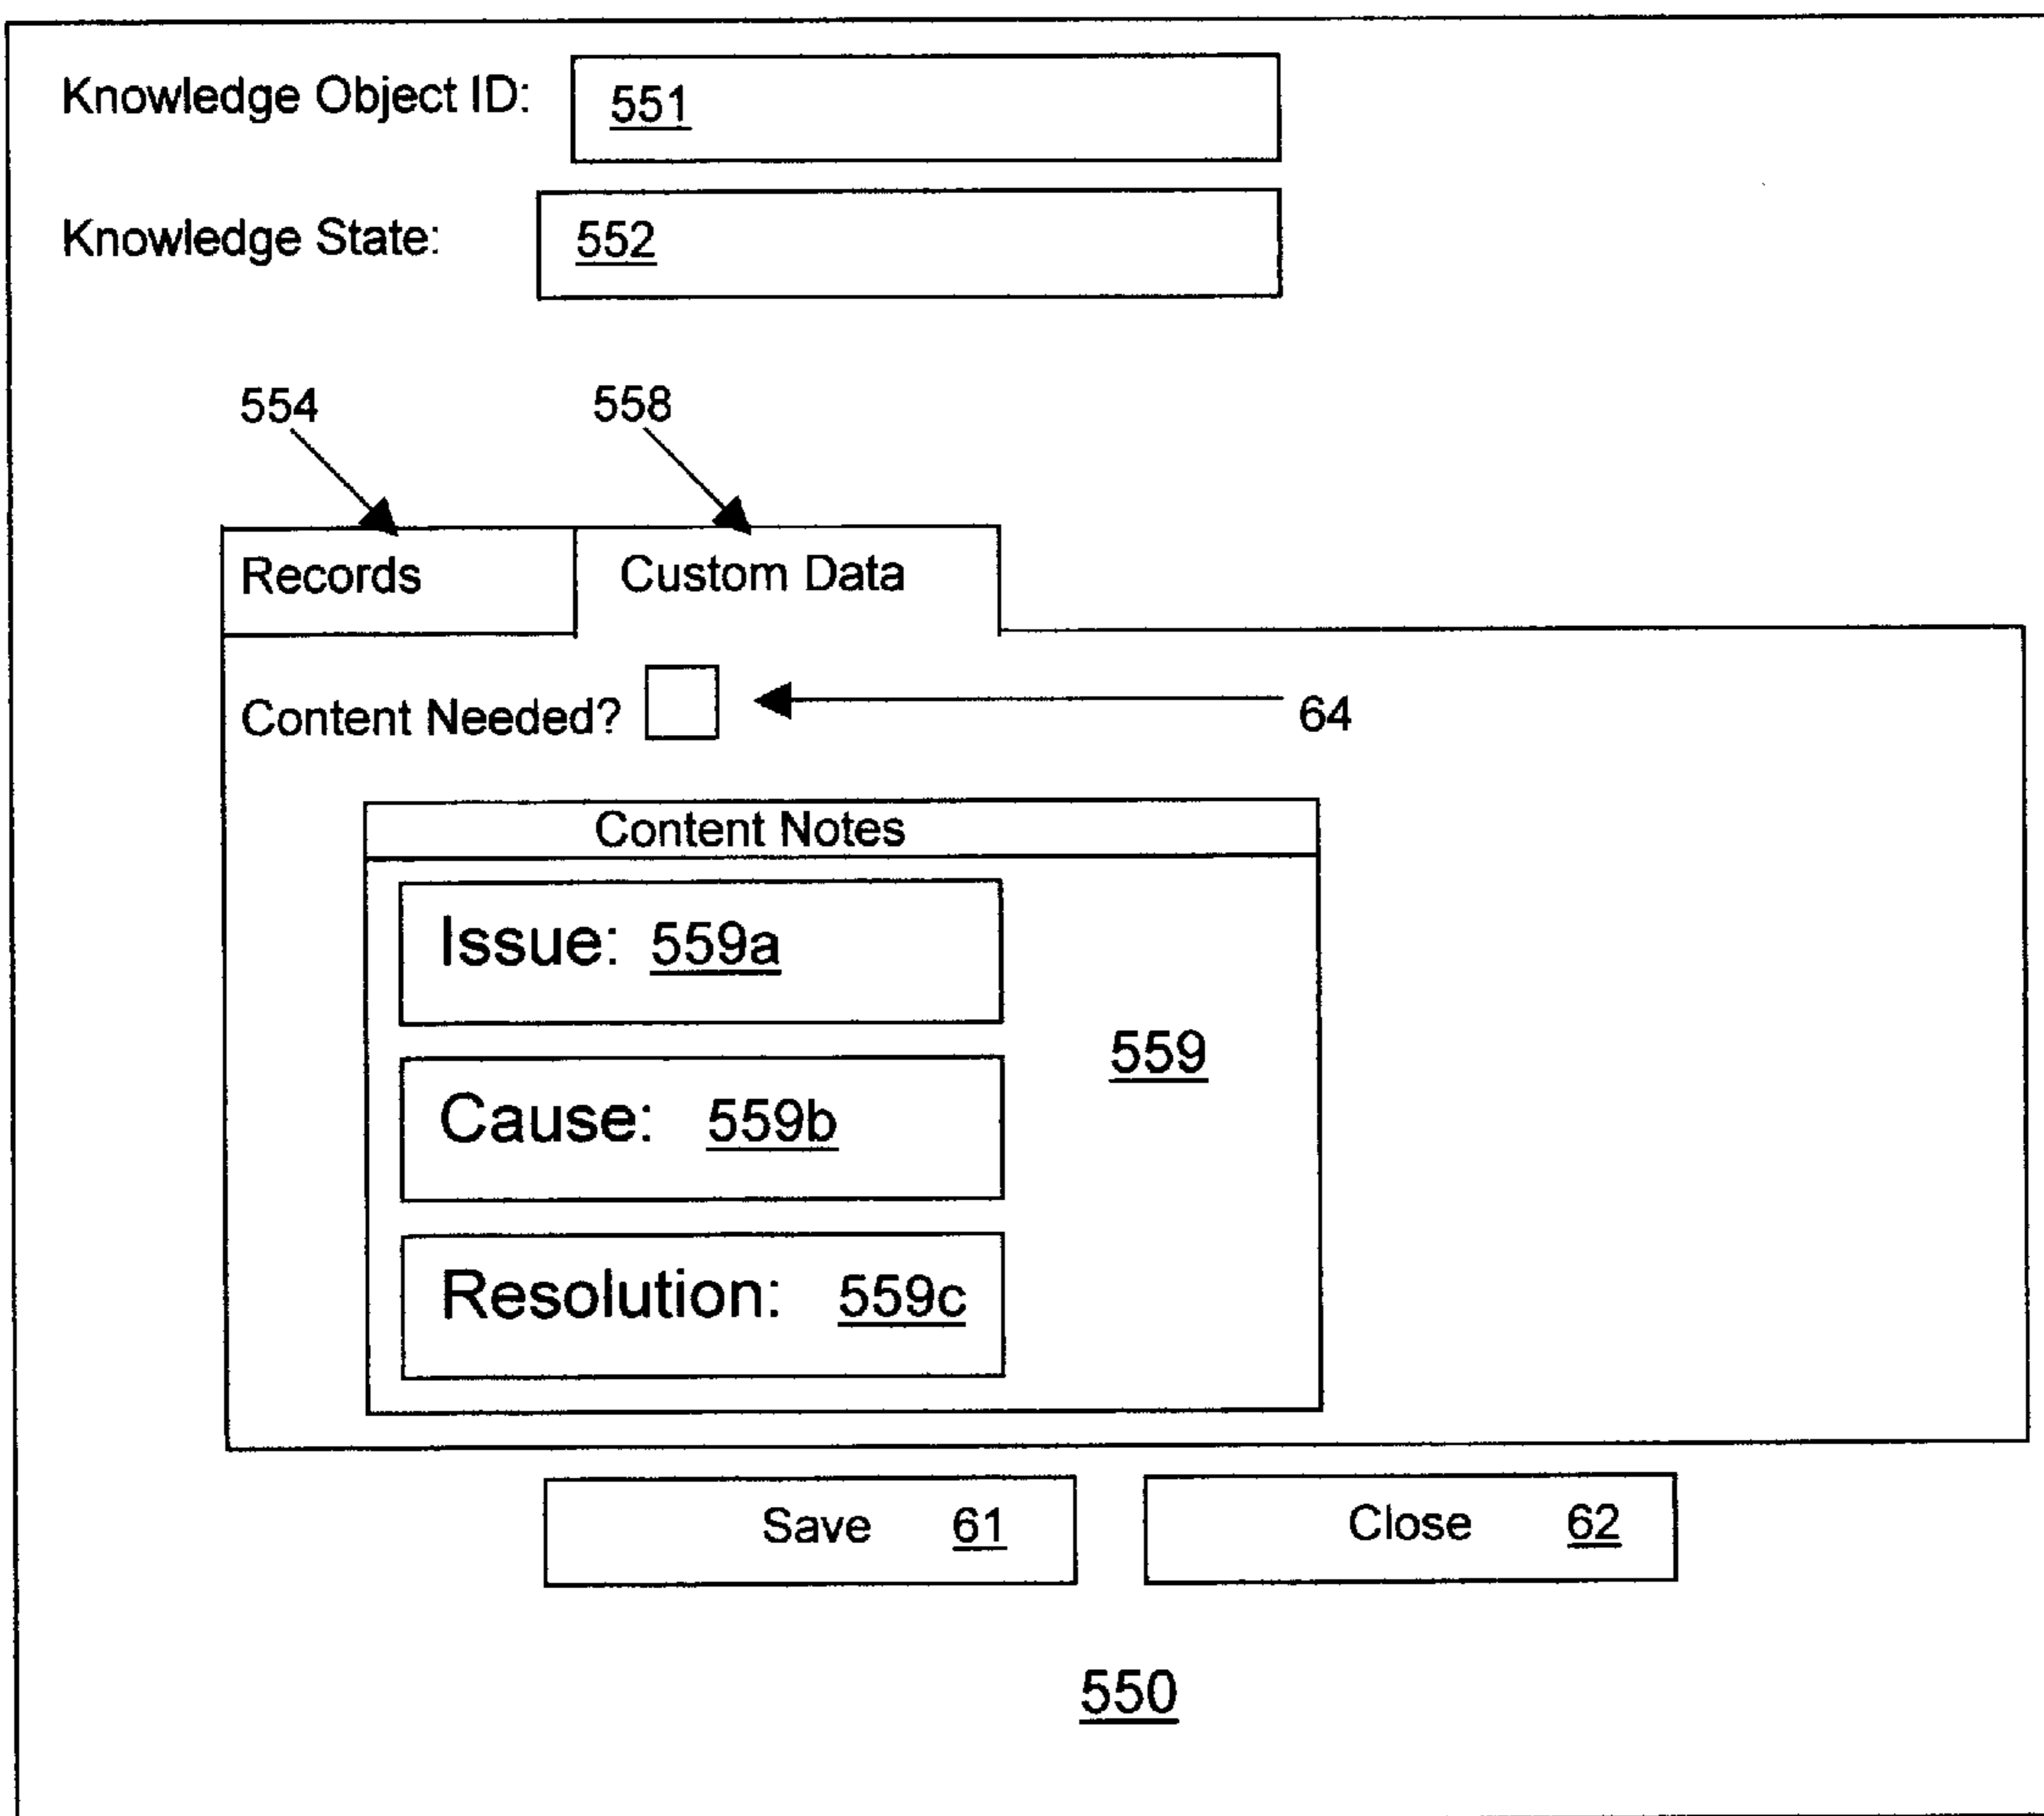 Knowledge Object ID: 551
Knowledge State: 552
554 558
Records Custom Data
Content Needed? 64
Content Notes
Issue: 559a
559
Cause: 559b
Resolution: 559c
Save 61 Close 62
550